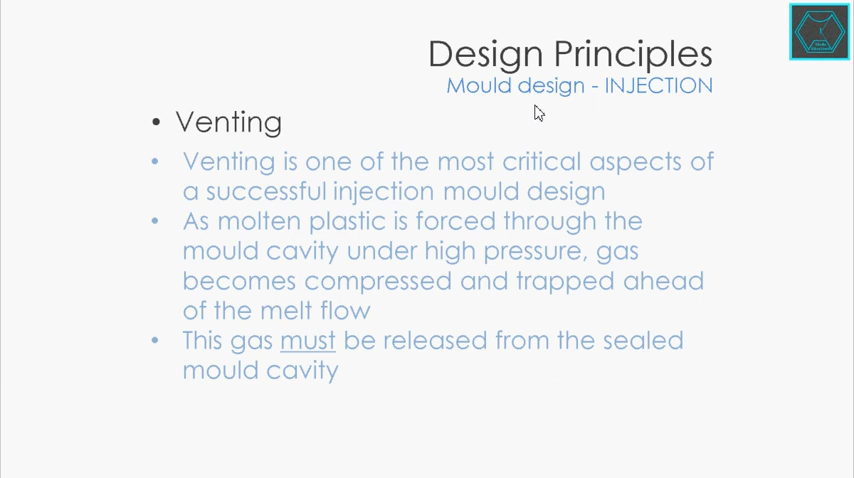 Design Principles
Mould design - INJECTION
• Venting
• Venting is one of the most critical aspects of
a successful injection mould design
• As molten plastic is forced through the
mould cavity under high pressure, gas
becomes compressed and trapped ahead
of the melt flow
• This gas must be released from the sealed
mould cavity